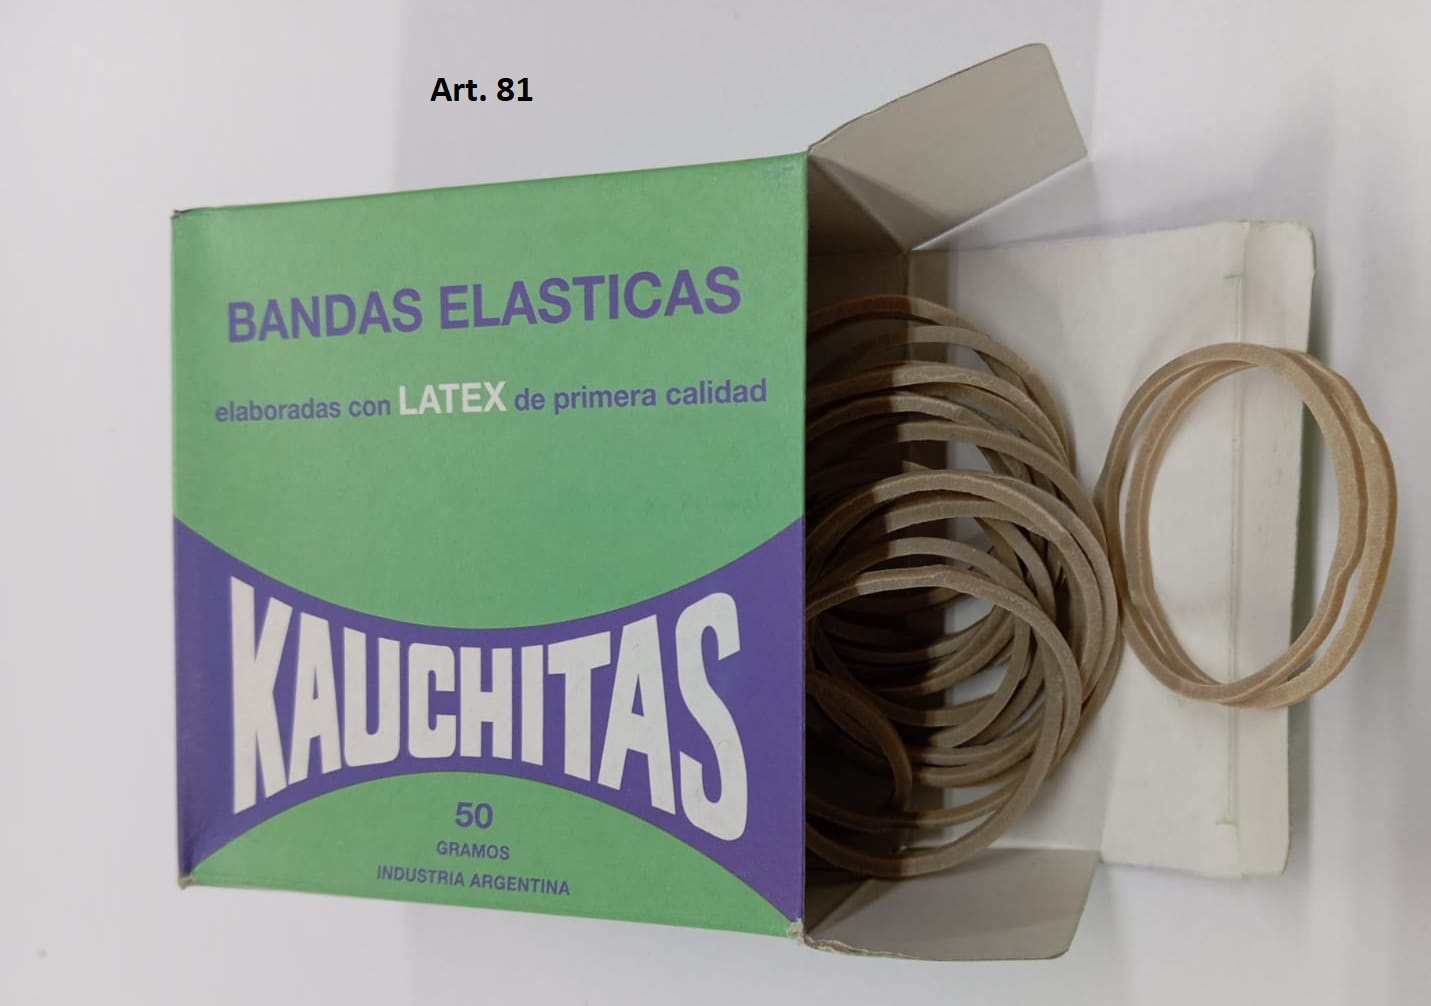 Art. 81
BANDAS ELASTICAS
elaboradas con LATEX de primera calidad
KAUCHITAS
50
GRAMOS
INDUSTRIA ARGENTINA